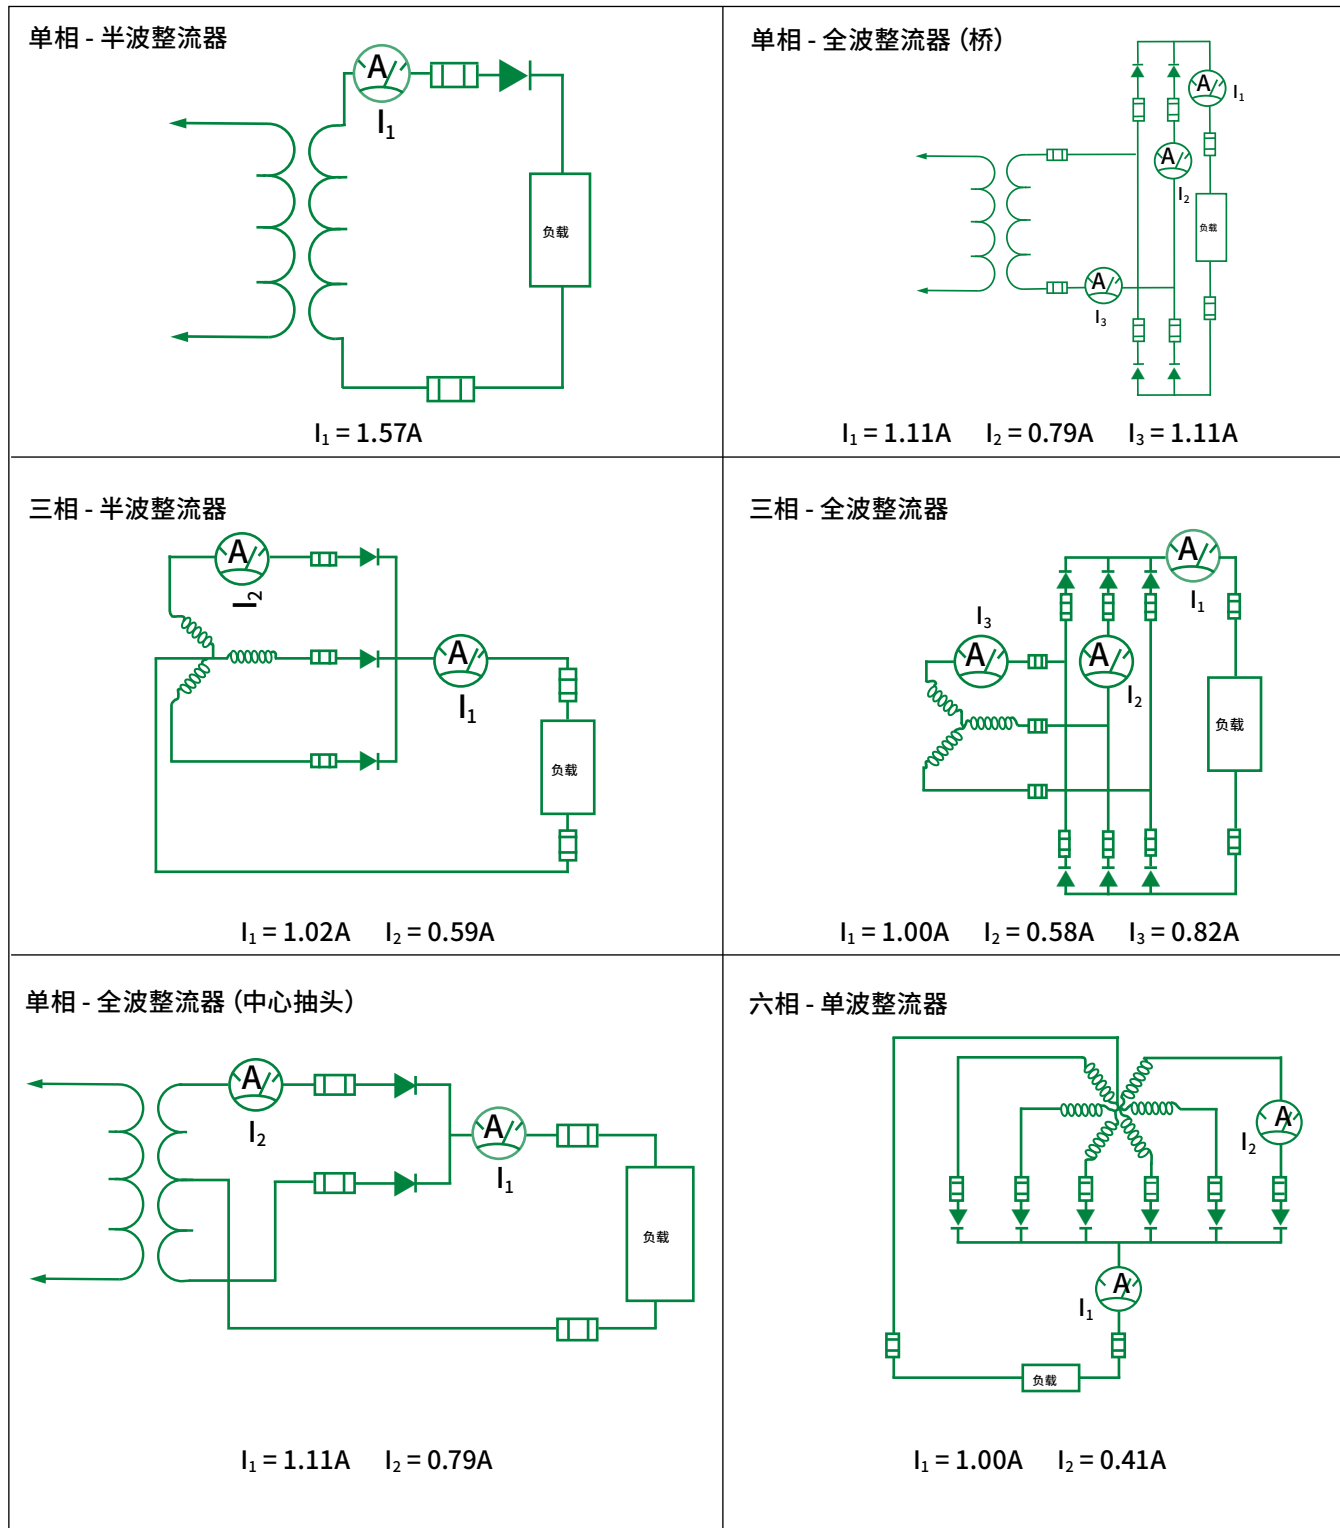 单相 - 半波整流器
A
I1
负载
I1 = 1.57A
单相 - 全波整流器 (桥)
A
I1
A
I2
负载
A
I3
I1 = 1.11A I2 = 0.79A I3 = 1.11A
三相 - 半波整流器
A
I2
A
I1
负载
I1 = 1.02A I2 = 0.59A
三相 - 全波整流器
A
I1
I3
A
A
I2
负载
I1 = 1.00A I2 = 0.58A I3 = 0.82A
单相 - 全波整流器 (中心抽头)
A
I2
A
I1
负载
I1 = 1.11A I2 = 0.79A
六相 - 单波整流器
A
I2
A
I1
负载
I1 = 1.00A I2 = 0.41A